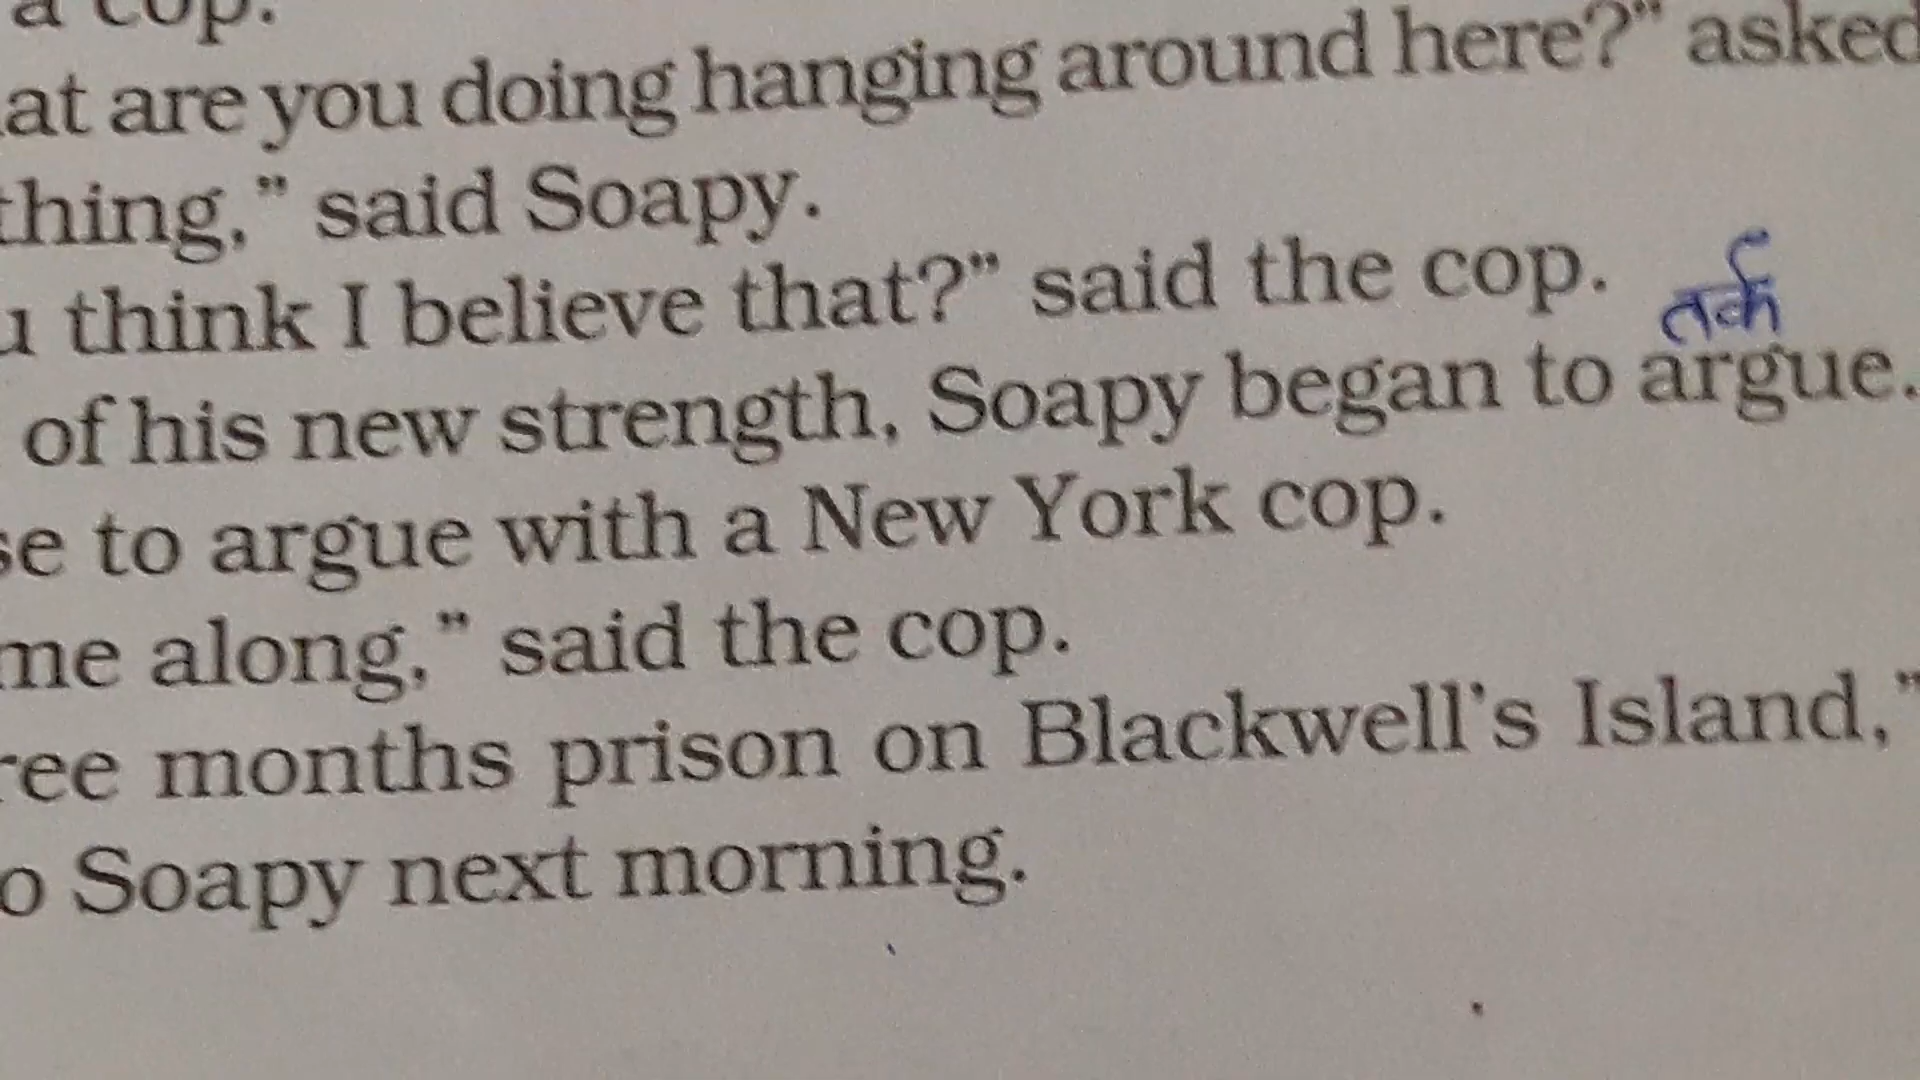 a cop.
at are you doing hanging around here?" asked
thing," said Soapy.
u think I believe that?" said the cop.
तर्क
of his new strength, Soapy began to argue.
se to argue with a New York cop.
me along," said the cop.
ree months prison on Blackwell's Island,"
o Soapy next morning.